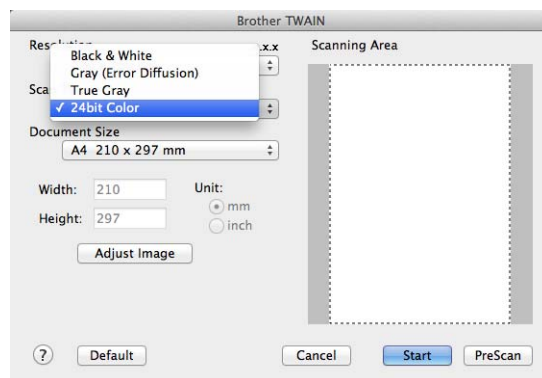 Brother TWAIN
x.x
Scanning Area
Black & White
Gray (Error Diffusion)
True Gray
✓ 24bit Color
Document Size
A4 210 x 297 mm
Width: 210
Unit:
mm
Height: 297
inch
Adjust Image
? Default Cancel Start PreScan